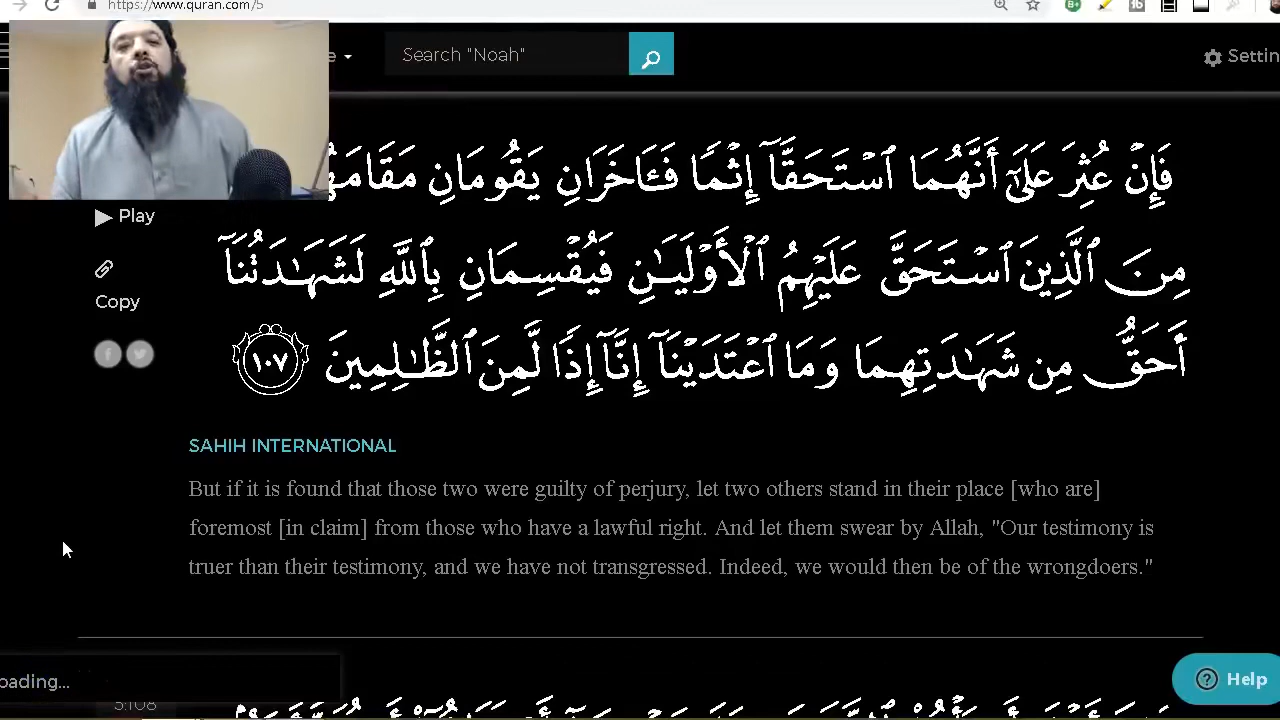 https://www.quran.com/5
Search "Noah"
Settin
فَإِنْ عُثِرَ عَلَىٰٓ أَنَّهُمَا ٱسْتَحَقَّآ إِثْمًا فَـَٔاخَرَانِ يَقُومَانِ
Play
مِنَ ٱلَّذِينَ ٱسْتَحَقَّ عَلَيْهِمُ ٱلْأَوْلَيَـٰنِ فَيُقْسِمَانِ بِٱللَّهِ لَشَهَـٰدَتُنَآ
Copy
أَحَقُّ مِن شَهَـٰدَتِهِمَا وَمَا ٱعْتَدَيْنَآ إِنَّآ إِذًا لَّمِنَ ٱلظَّـٰلِمِينَ ١٠٧
SAHIH INTERNATIONAL
But if it is found that those two were guilty of perjury, let two others stand in their place [who are]
foremost [in claim] from those who have a lawful right. And let them swear by Allah, "Our testimony is
truer than their testimony, and we have not transgressed. Indeed, we would then be of the wrongdoers."
oading...
Help
5:108